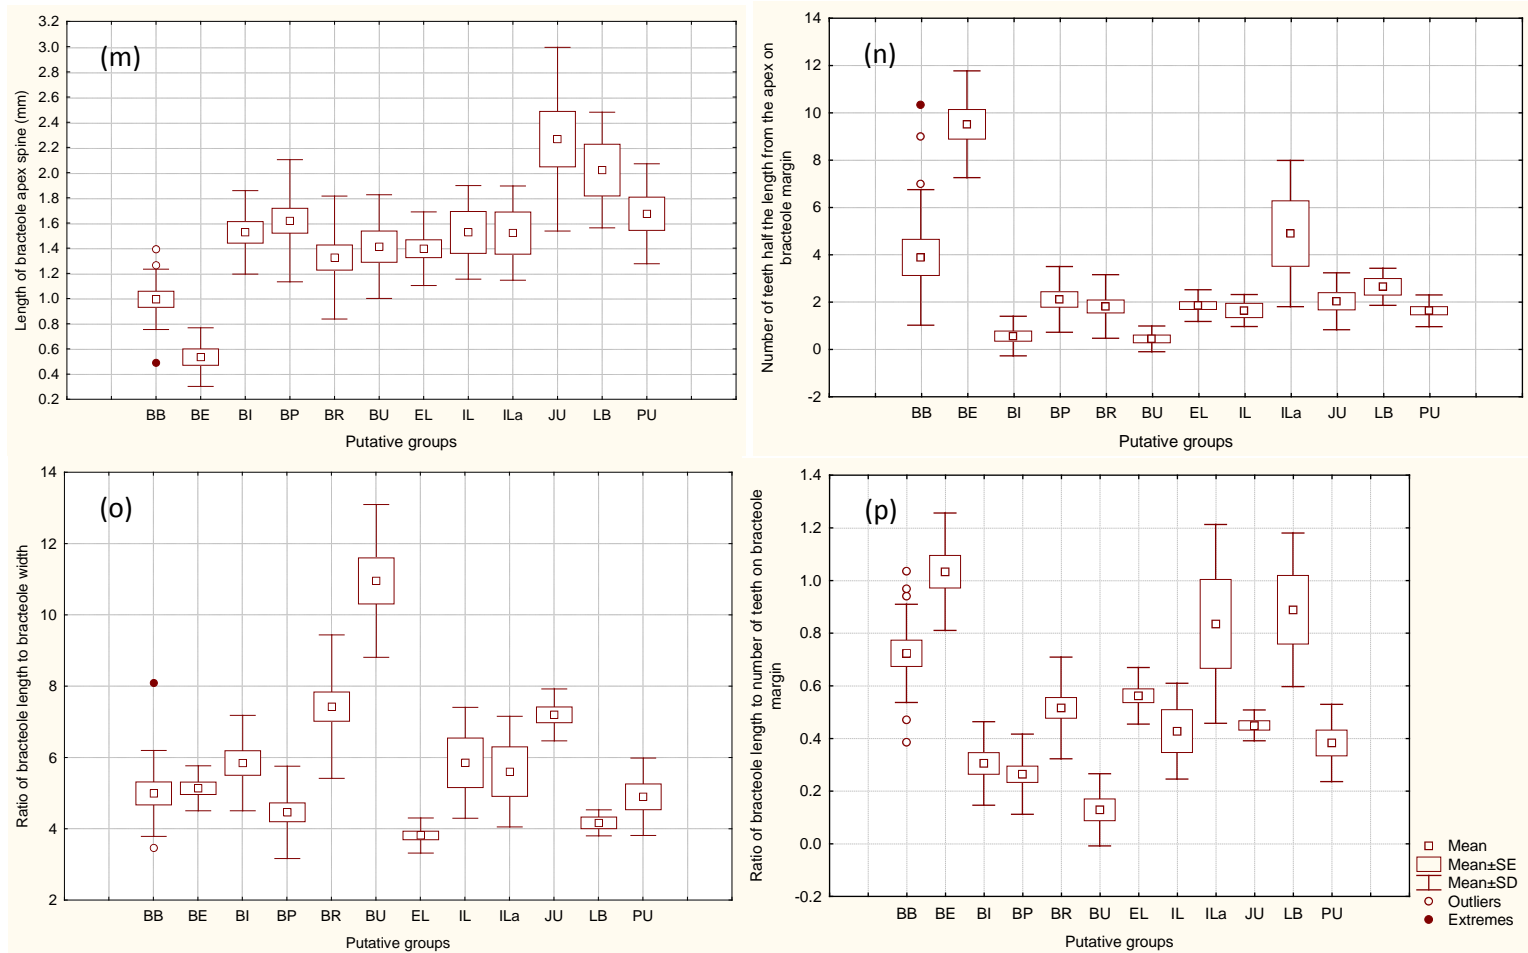 (m)
Length of bracteole apex spine (mm)
3.2
3.0
2.8
2.6
2.4
2.2
2.0
1.8
1.6
1.4
1.2
1.0
0.8
0.6
0.4
0.2
BB BE BI BP BR BU EL IL ILa JU LB PU
Putative groups
(n)
Number of teeth half the length from the apex on
bracteole margin
14
12
10
8
6
4
2
0
-2
BB BE BI BP BR BU EL IL ILa JU LB PU
Putative groups
(o)
Ratio of bracteole length to bracteole width
14
12
10
8
6
4
2
BB BE BI BP BR BU EL IL ILa JU LB PU
Putative groups
(p)
Ratio of bracteole length to number of teeth on bracteole
margin
1.4
1.2
1.0
0.8
0.6
0.4
0.2
0.0
-0.2
BB BE BI BP BR BU EL IL ILa JU LB PU
Putative groups
Mean
Mean±SE
Mean±SD
Outliers
Extremes